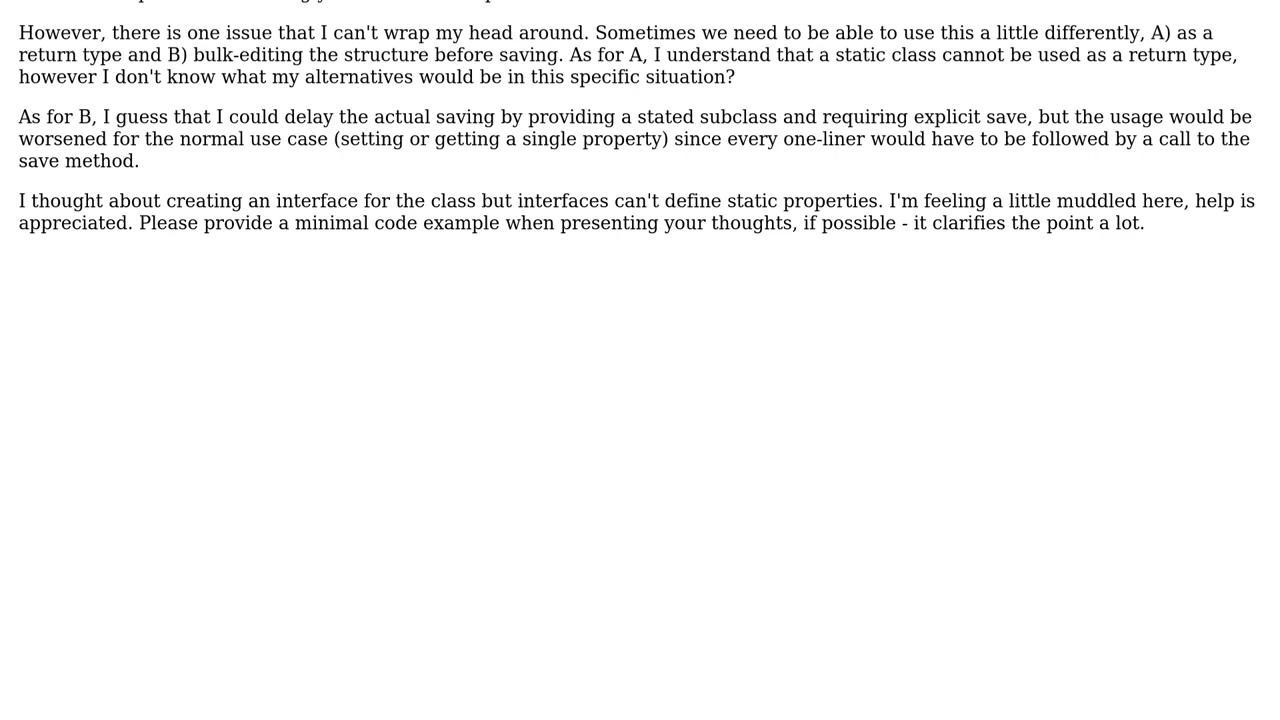 However, there is one issue that I can't wrap my head around. Sometimes we need to be able to use this a little differently, A) as a
return type and B) bulk-editing the structure before saving. As for A, I understand that a static class cannot be used as a return type,
however I don't know what my alternatives would be in this specific situation?
As for B, I guess that I could delay the actual saving by providing a stated subclass and requiring explicit save, but the usage would be
worsened for the normal use case (setting or getting a single property) since every one-liner would have to be followed by a call to the
save method.
I thought about creating an interface for the class but interfaces can't define static properties. I'm feeling a little muddled here, help is
appreciated. Please provide a minimal code example when presenting your thoughts, if possible - it clarifies the point a lot.